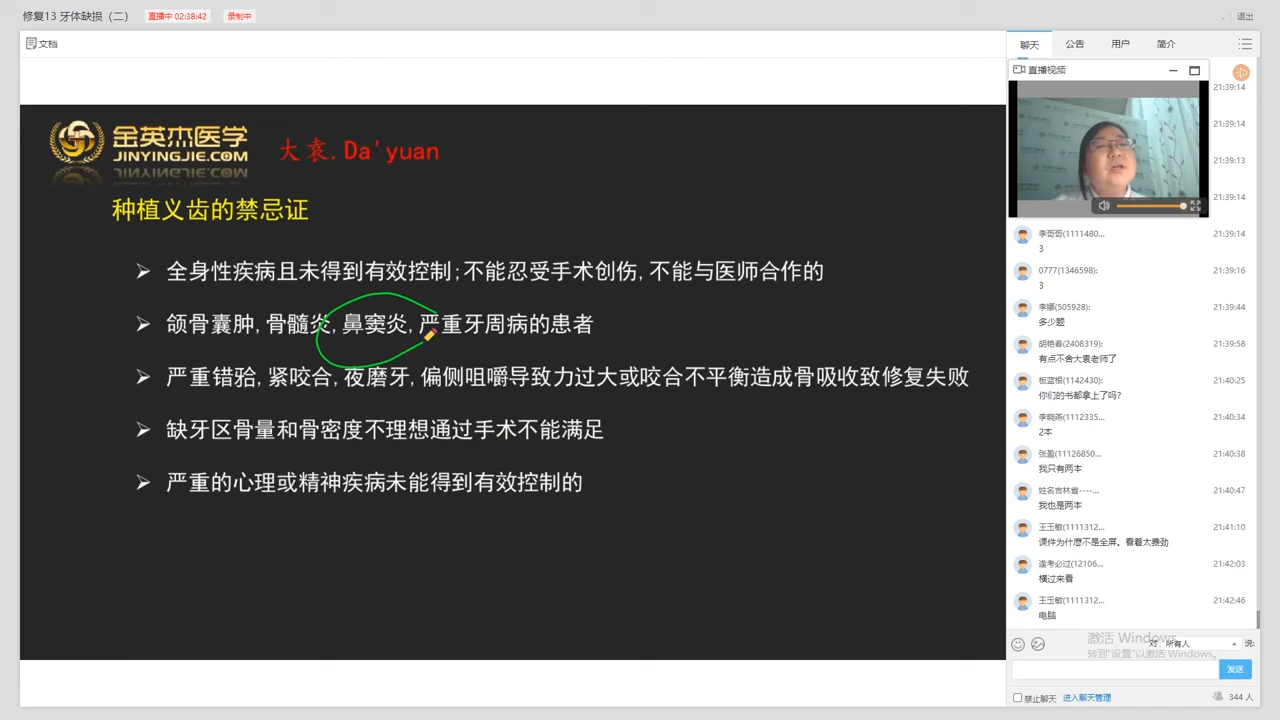 修复13 牙体缺损（二） 直播中 02:38:42 录制中 退出
文档
聊天 公告 用户 简介
直播视频
金英杰医学
JINYINGJIE.COM
大袁.Da'yuan
种植义齿的禁忌证
全身性疾病且未得到有效控制;不能忍受手术创伤,不能与医师合作的
颌骨囊肿,骨髓炎,鼻窦炎,严重牙周病的患者
严重错𬌗,紧咬合,夜磨牙,偏侧咀嚼导致力过大或咬合不平衡造成骨吸收致修复失败
缺牙区骨量和骨密度不理想通过手术不能满足
严重的心理或精神疾病未能得到有效控制的
21:39:14
21:39:14
21:39:13
21:39:14
李哥哥(1111480... 21:39:14
3
0777(1346598): 21:39:16
3
李娜(505928): 21:39:44
多少题
胡艳春(2408319): 21:39:58
有点不舍大袁老师了
板蓝根(1142430): 21:40:25
你们的书都拿上了吗?
李晓燕(1112335... 21:40:34
2本
张盈(11126850... 21:40:38
我只有两本
姓名吉林省----... 21:40:47
我也是两本
王玉敏(1111312... 21:41:10
课件为什麽不是全屏。看着太费劲
逢考必过(12106... 21:42:03
横过来看
王玉敏(1111312... 21:42:46
电脑
激活 Windows
转到"设置"以激活 Windows。
对 所有人 说:
发送
禁止聊天 进入聊天管理 344 人